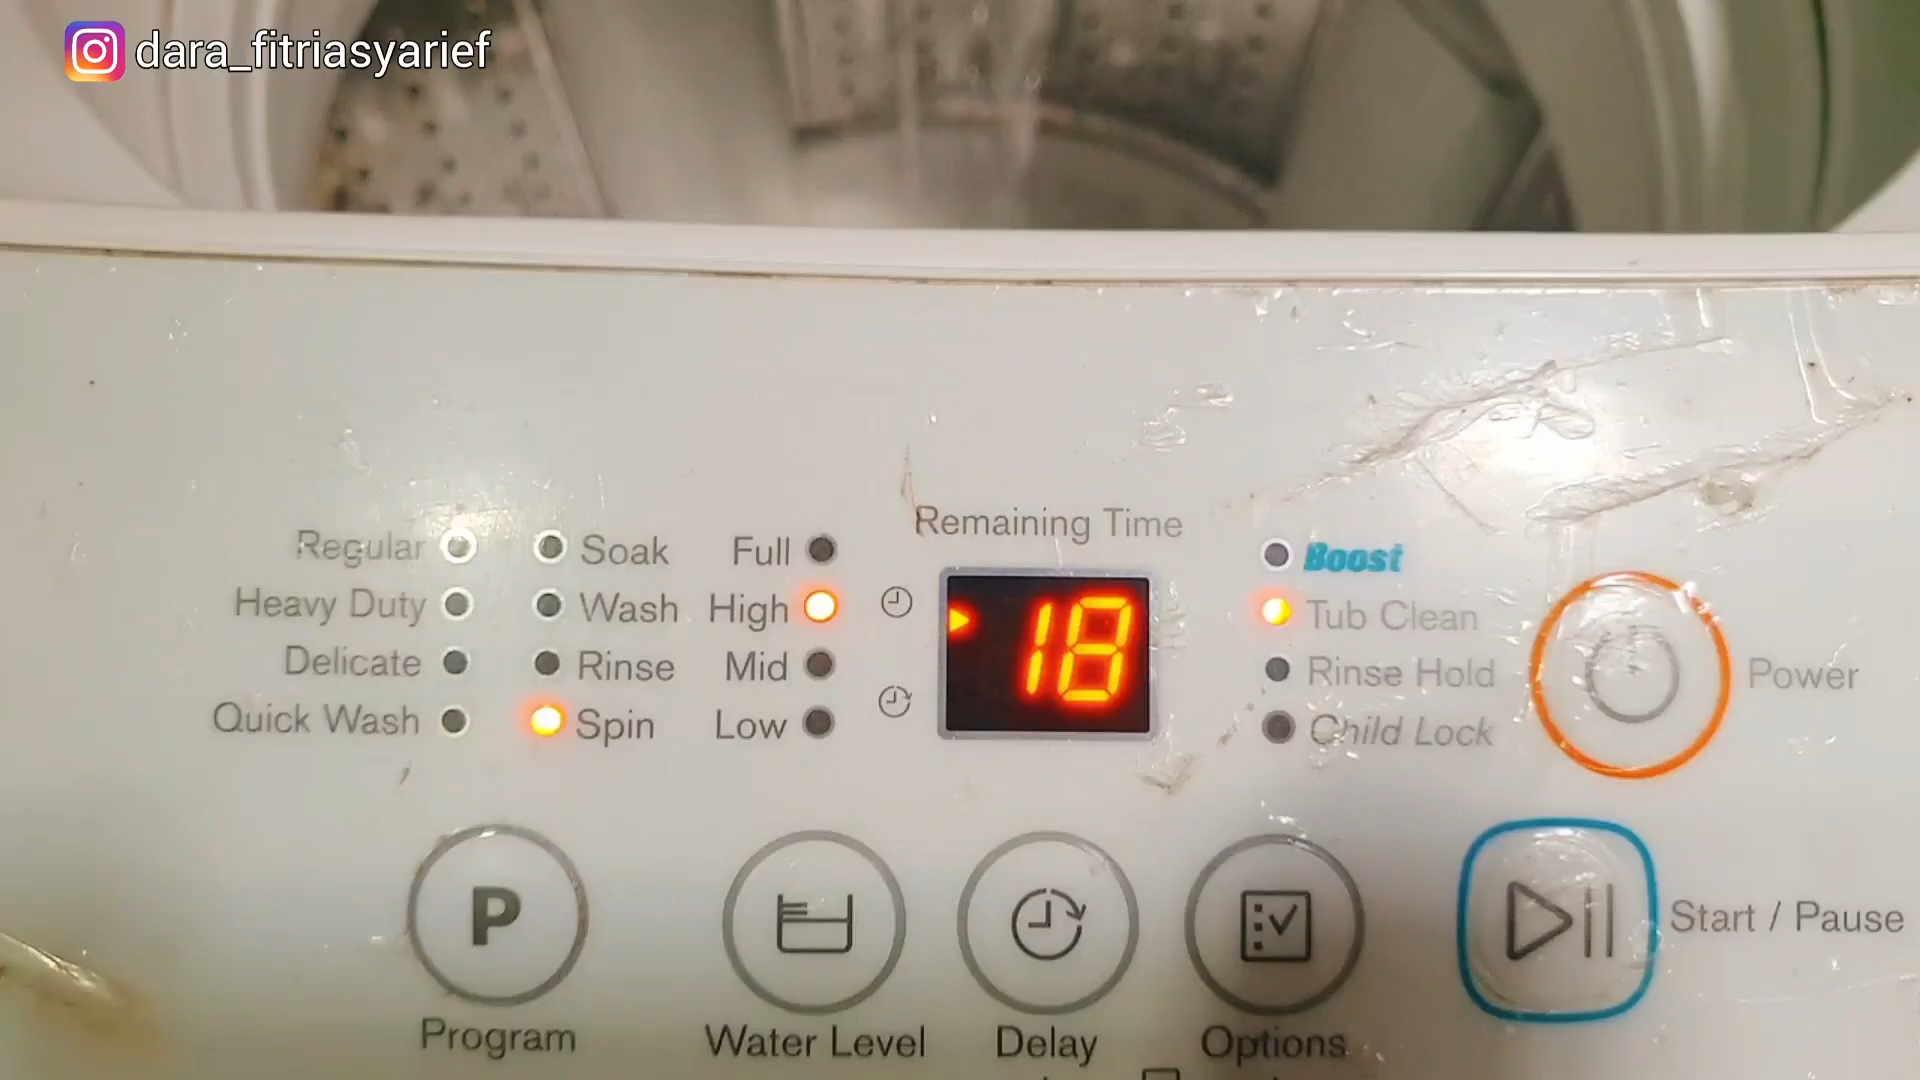 dara_fitriasyarief
Remaining Time
Regular
Soak
Full
18
Boost
Heavy Duty
Wash
High
Tub Clean
Delicate
Rinse
Mid
Rinse Hold
Power
Quick Wash
Spin
Low
Child Lock
P
Start / Pause
Program
Water Level
Delay
Options